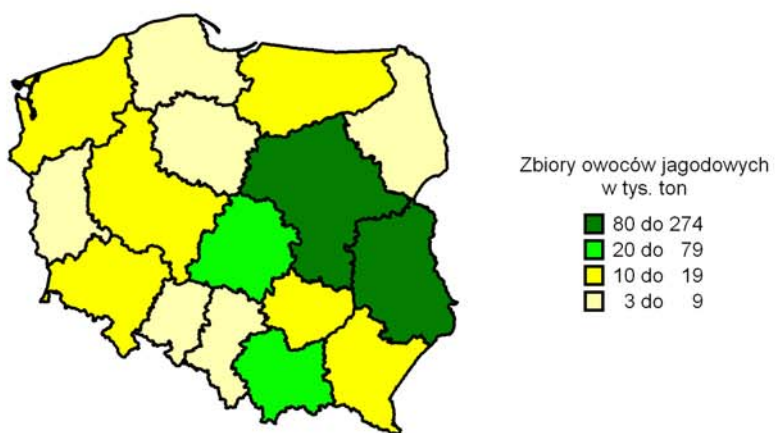 Zbiory owoców jagodowych
w tys. ton
80 do 274
20 do 79
10 do 19
3 do 9